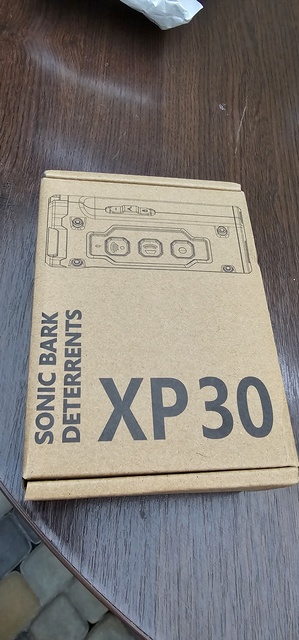 SONIC BARK
DETERRENTS
XP30